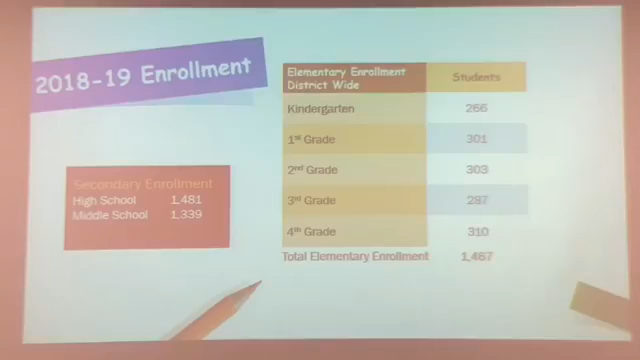 2018-19 Enrollment
Elementary Enrollment District Wide Students
Kindergarten 266
1st Grade 301
2nd Grade 303
3rd Grade 287
4th Grade 310
Total Elementary Enrollment 1,467
Secondary Enrollment
High School 1,481
Middle School 1,339